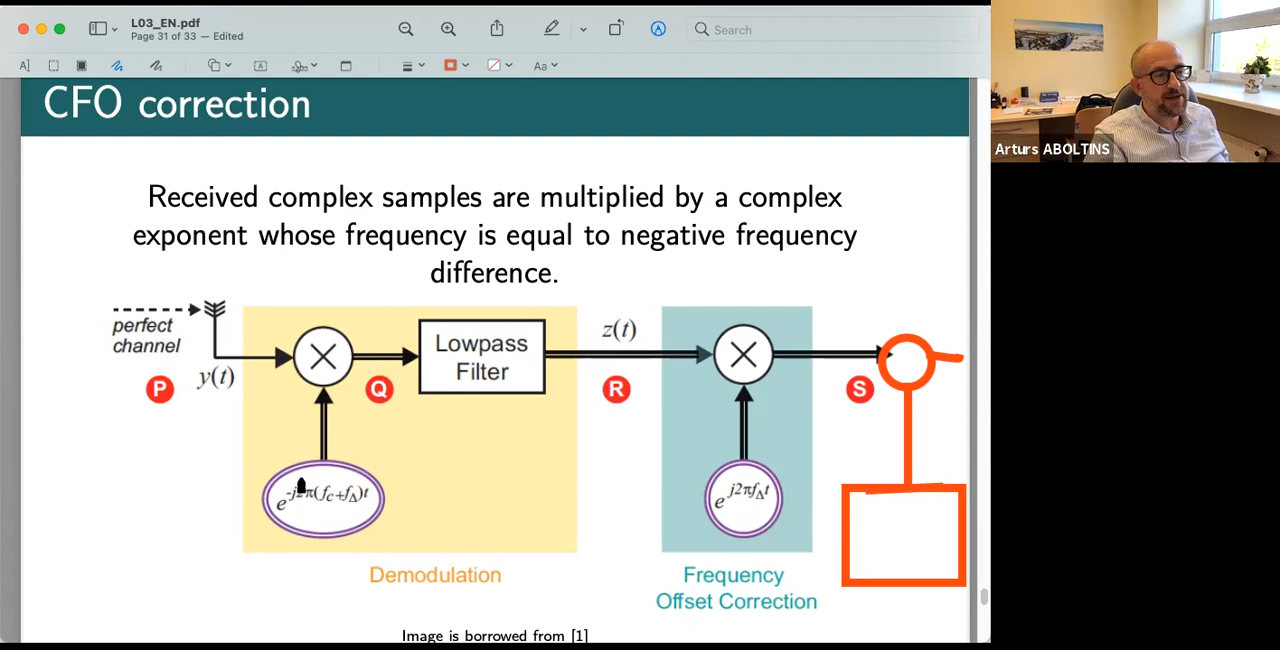 L03_EN.pdf
Page 31 of 33 — Edited
Search
Aa
CFO correction
Received complex samples are multiplied by a complex
exponent whose frequency is equal to negative frequency
difference.
perfect
channel
P
y(t)
Q
Lowpass
Filter
z(t)
R
S
e^{-j2π(f_C+f_Δ)t}
e^{j2πf_Δt}
Demodulation
Frequency
Offset Correction
Image is borrowed from [1]
Arturs ABOLTINS